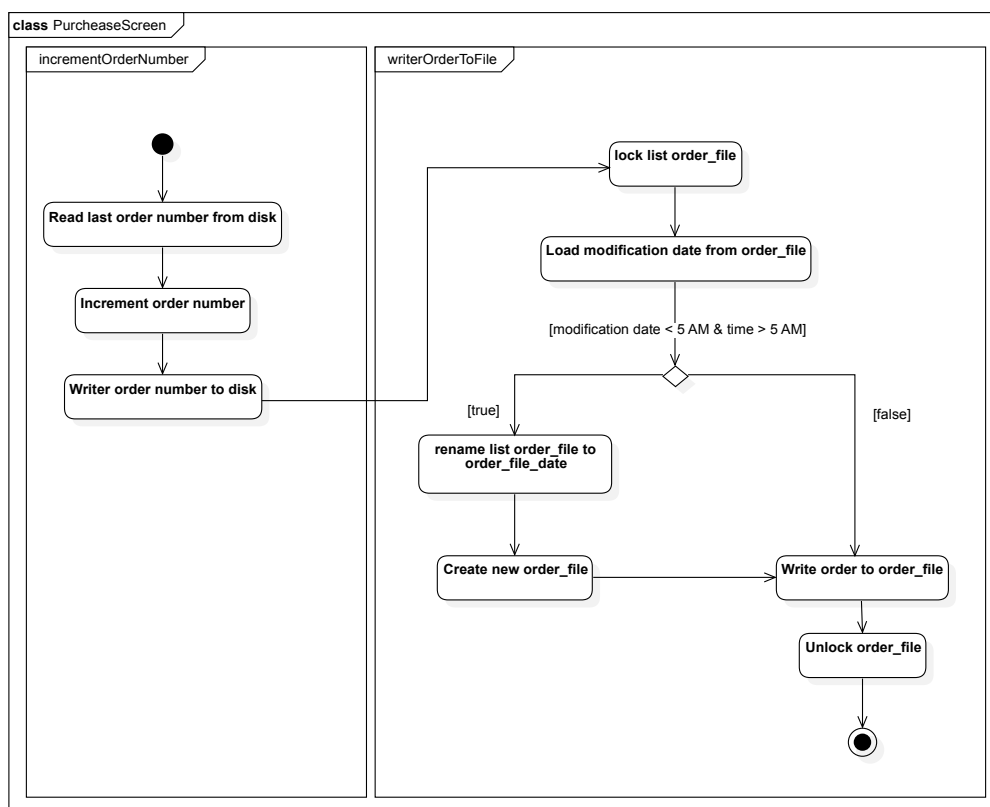 class PurcheaseScreen
incrementOrderNumber
Read last order number from disk
Increment order number
Writer order number to disk
writerOrderToFile
lock list order_file
Load modification date from order_file
[modification date < 5 AM & time > 5 AM]
[true]
[false]
rename list order_file to
order_file_date
Create new order_file
Write order to order_file
Unlock order_file